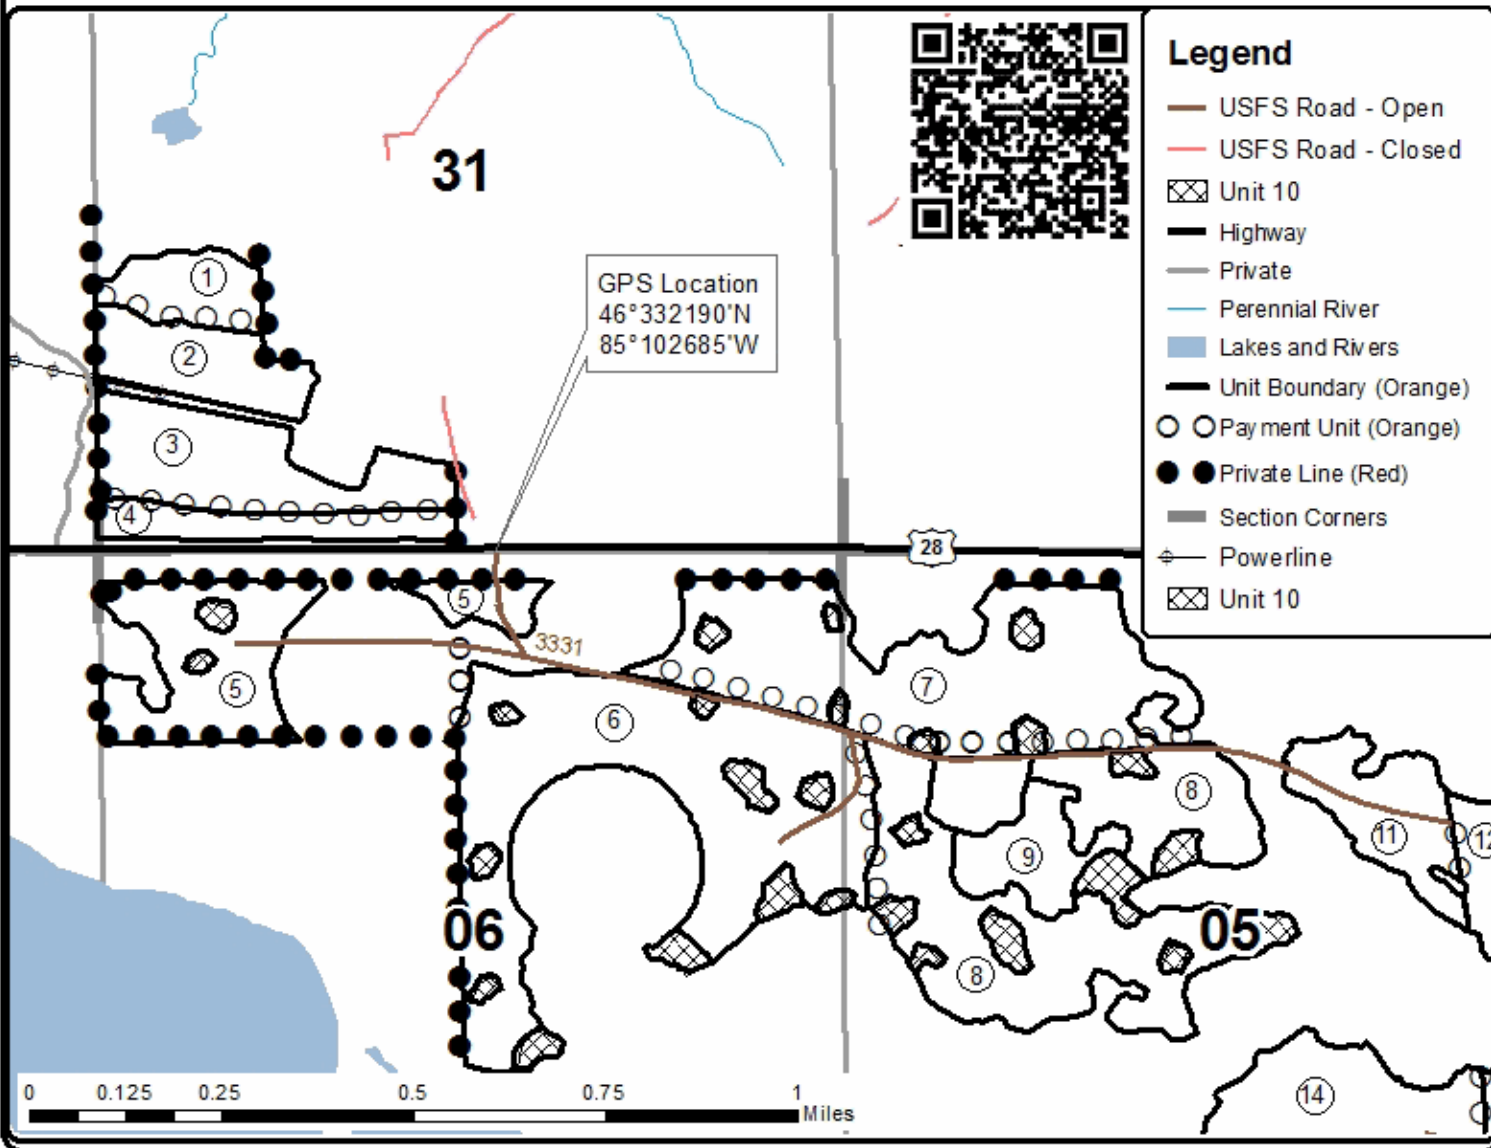 31
1
2
3
4
GPS Location
46°332190'N
85°102685'W
28
5
5
3331
6
7
8
9
11
12
06
05
8
14
0 0.125 0.25 0.5 0.75 1
Miles
Legend
USFS Road - Open
USFS Road - Closed
Unit 10
Highway
Private
Perennial River
Lakes and Rivers
Unit Boundary (Orange)
Payment Unit (Orange)
Private Line (Red)
Section Corners
Powerline
Unit 10